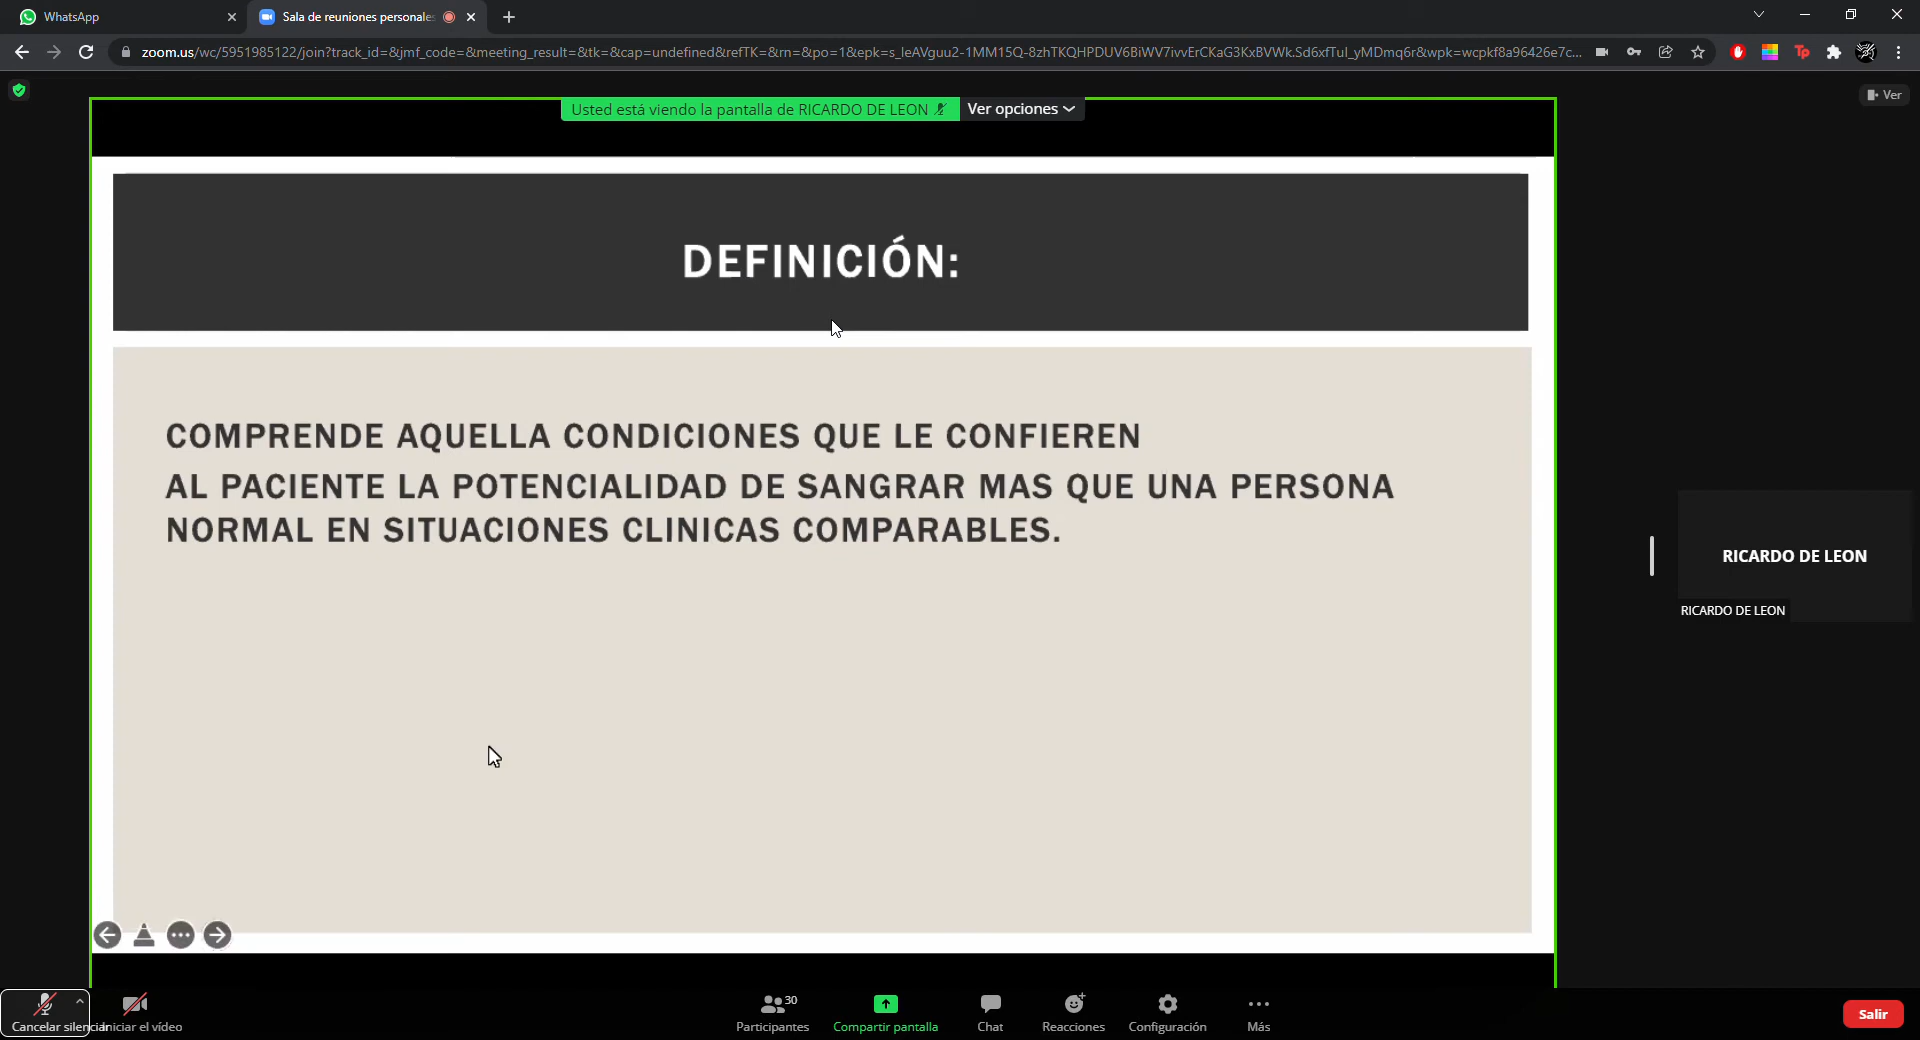 WhatsApp
Sala de reuniones personales
zoom.us/wc/5951985122/join?track_id=&jmf_code=&meeting_result=&tk=&cap=undefined&refTK=&rn=&po=1&epk=s_leAVguu2-1MM15Q-8zhTKQHPDUV6BiWV7ivvErCKaG3KxBVWk.Sd6xfTuI_yMDmq6r&wpk=wcpkf8a96426e7c...
Tp
Usted está viendo la pantalla de RICARDO DE LEON
Ver opciones
Ver
DEFINICIÓN:
COMPRENDE AQUELLA CONDICIONES QUE LE CONFIEREN
AL PACIENTE LA POTENCIALIDAD DE SANGRAR MAS QUE UNA PERSONA
NORMAL EN SITUACIONES CLINICAS COMPARABLES.
RICARDO DE LEON
RICARDO DE LEON
Cancelar silenciar
Iniciar el vídeo
30
Participantes
Compartir pantalla
Chat
Reacciones
Configuración
Más
Salir